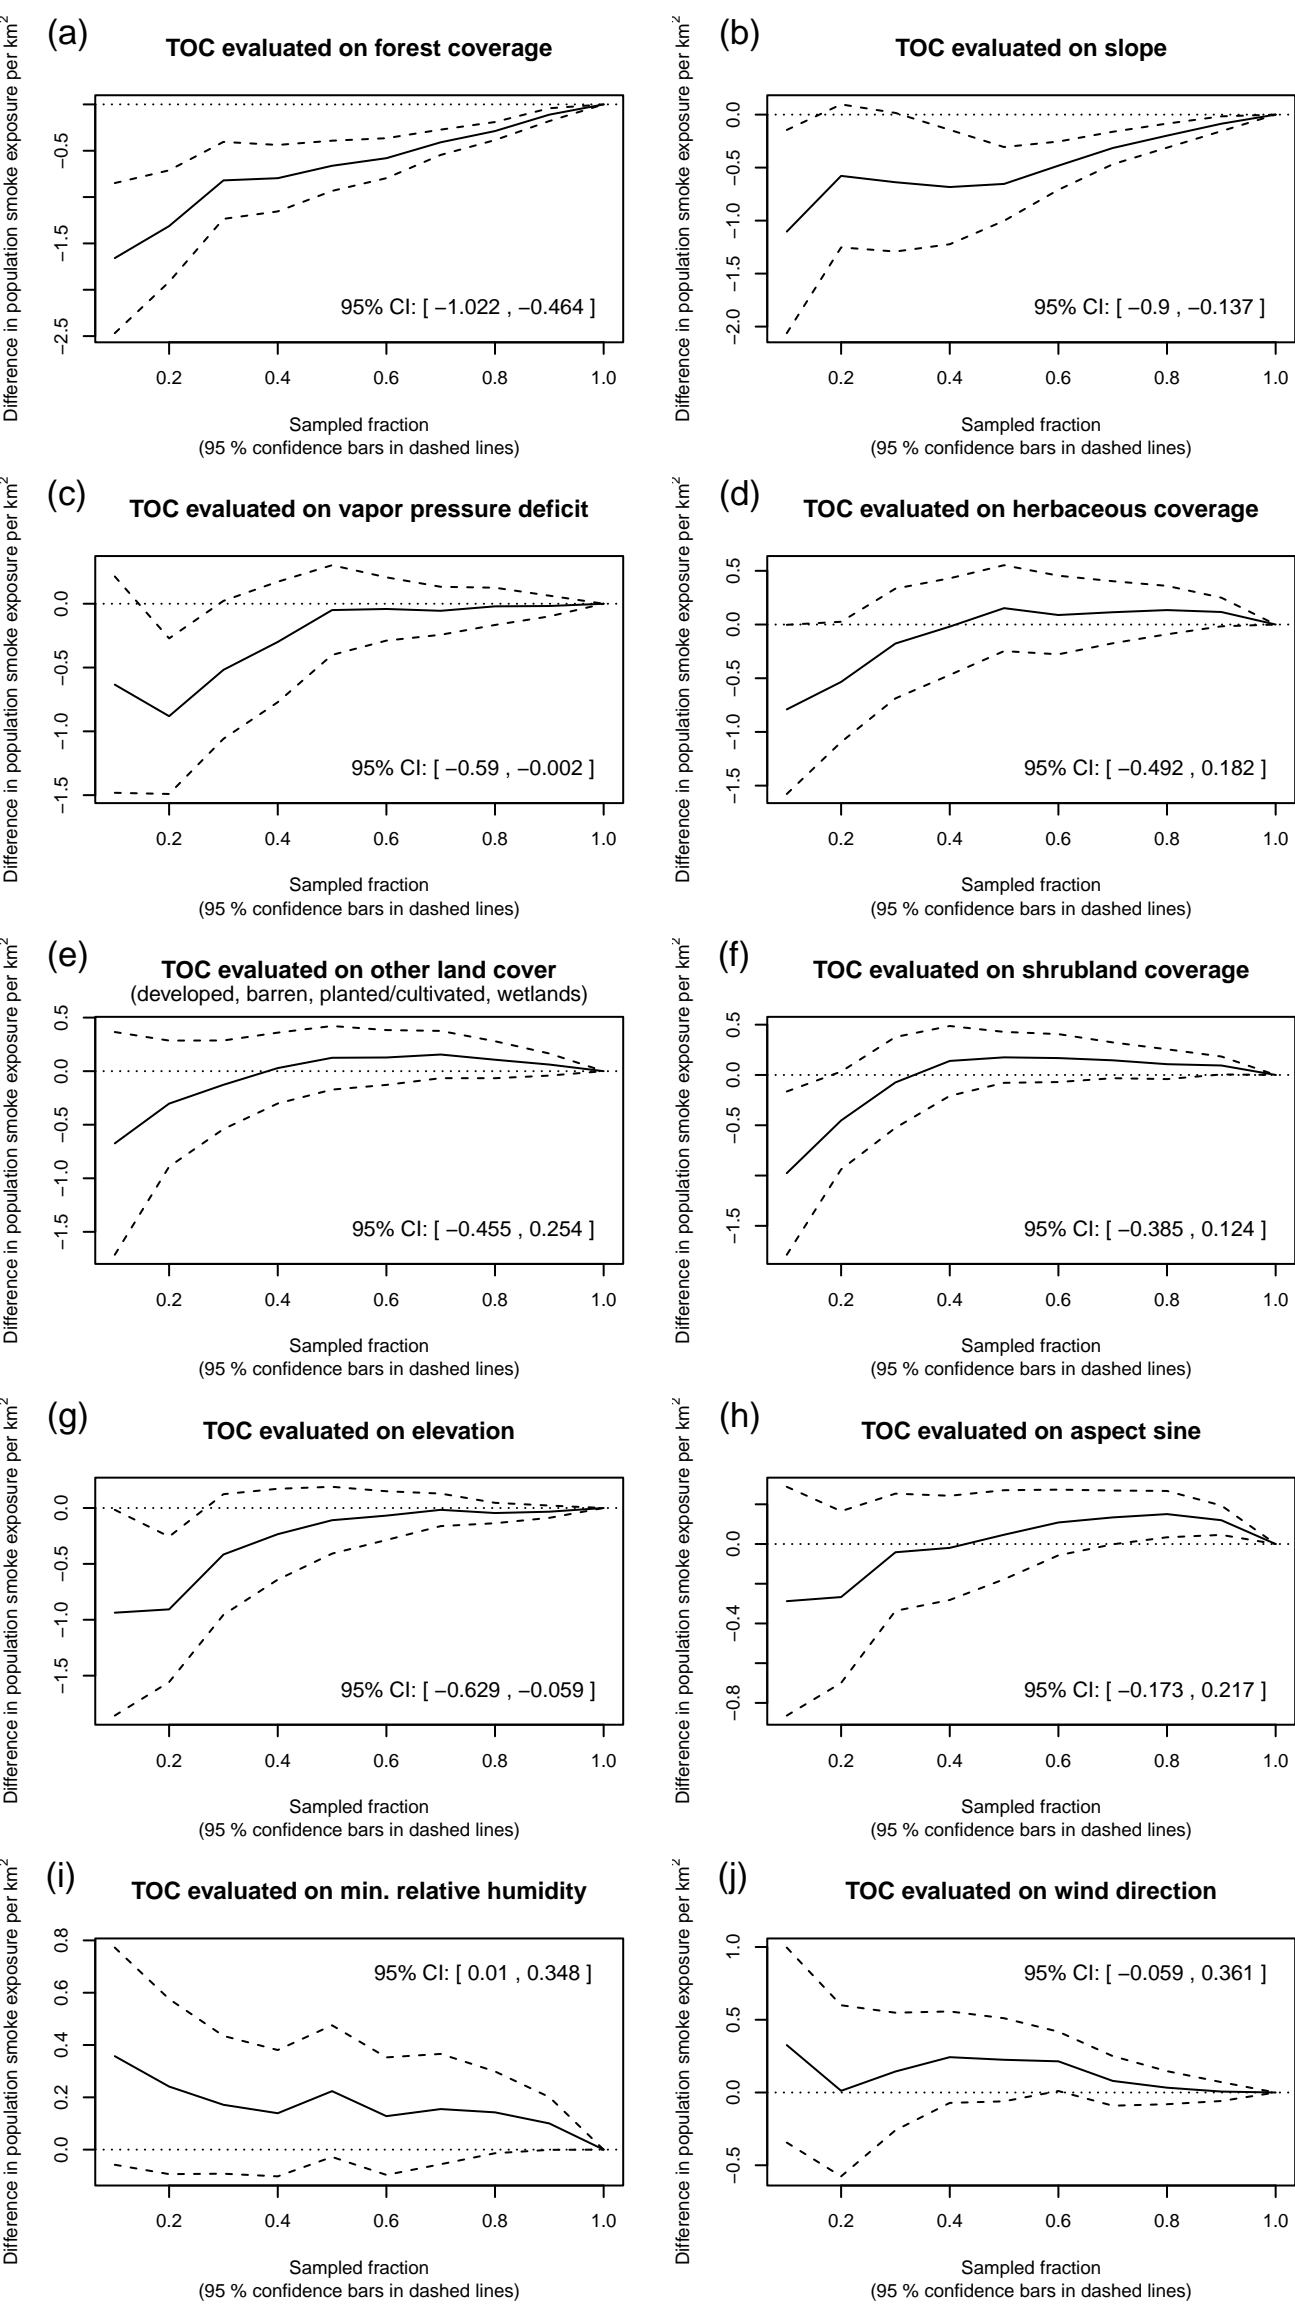 (a)
TOC evaluated on forest coverage
Difference in population smoke exposure per km²
−0.5
−1.5
−2.5
95% CI: [ −1.022 , −0.464 ]
0.2 0.4 0.6 0.8 1.0
Sampled fraction
(95 % confidence bars in dashed lines)
(b)
TOC evaluated on slope
Difference in population smoke exposure per km²
0.0
−0.5
−1.0
−1.5
−2.0
95% CI: [ −0.9 , −0.137 ]
0.2 0.4 0.6 0.8 1.0
Sampled fraction
(95 % confidence bars in dashed lines)
(c)
TOC evaluated on vapor pressure deficit
Difference in population smoke exposure per km²
0.0
−0.5
−1.0
−1.5
95% CI: [ −0.59 , −0.002 ]
0.2 0.4 0.6 0.8 1.0
Sampled fraction
(95 % confidence bars in dashed lines)
(d)
TOC evaluated on herbaceous coverage
Difference in population smoke exposure per km²
0.5
0.0
−0.5
−1.0
−1.5
95% CI: [ −0.492 , 0.182 ]
0.2 0.4 0.6 0.8 1.0
Sampled fraction
(95 % confidence bars in dashed lines)
(e)
TOC evaluated on other land cover
(developed, barren, planted/cultivated, wetlands)
Difference in population smoke exposure per km²
0.5
0.0
−0.5
−1.0
−1.5
95% CI: [ −0.455 , 0.254 ]
0.2 0.4 0.6 0.8 1.0
Sampled fraction
(95 % confidence bars in dashed lines)
(f)
TOC evaluated on shrubland coverage
Difference in population smoke exposure per km²
0.5
0.0
−0.5
−1.5
95% CI: [ −0.385 , 0.124 ]
0.2 0.4 0.6 0.8 1.0
Sampled fraction
(95 % confidence bars in dashed lines)
(g)
TOC evaluated on elevation
Difference in population smoke exposure per km²
0.0
−0.5
−1.0
−1.5
95% CI: [ −0.629 , −0.059 ]
0.2 0.4 0.6 0.8 1.0
Sampled fraction
(95 % confidence bars in dashed lines)
(h)
TOC evaluated on aspect sine
Difference in population smoke exposure per km²
0.0
−0.4
−0.8
95% CI: [ −0.173 , 0.217 ]
0.2 0.4 0.6 0.8 1.0
Sampled fraction
(95 % confidence bars in dashed lines)
(i)
TOC evaluated on min. relative humidity
Difference in population smoke exposure per km²
0.8
0.6
0.4
0.2
0.0
95% CI: [ 0.01 , 0.348 ]
0.2 0.4 0.6 0.8 1.0
Sampled fraction
(95 % confidence bars in dashed lines)
(j)
TOC evaluated on wind direction
Difference in population smoke exposure per km²
1.0
0.5
0.0
−0.5
95% CI: [ −0.059 , 0.361 ]
0.2 0.4 0.6 0.8 1.0
Sampled fraction
(95 % confidence bars in dashed lines)